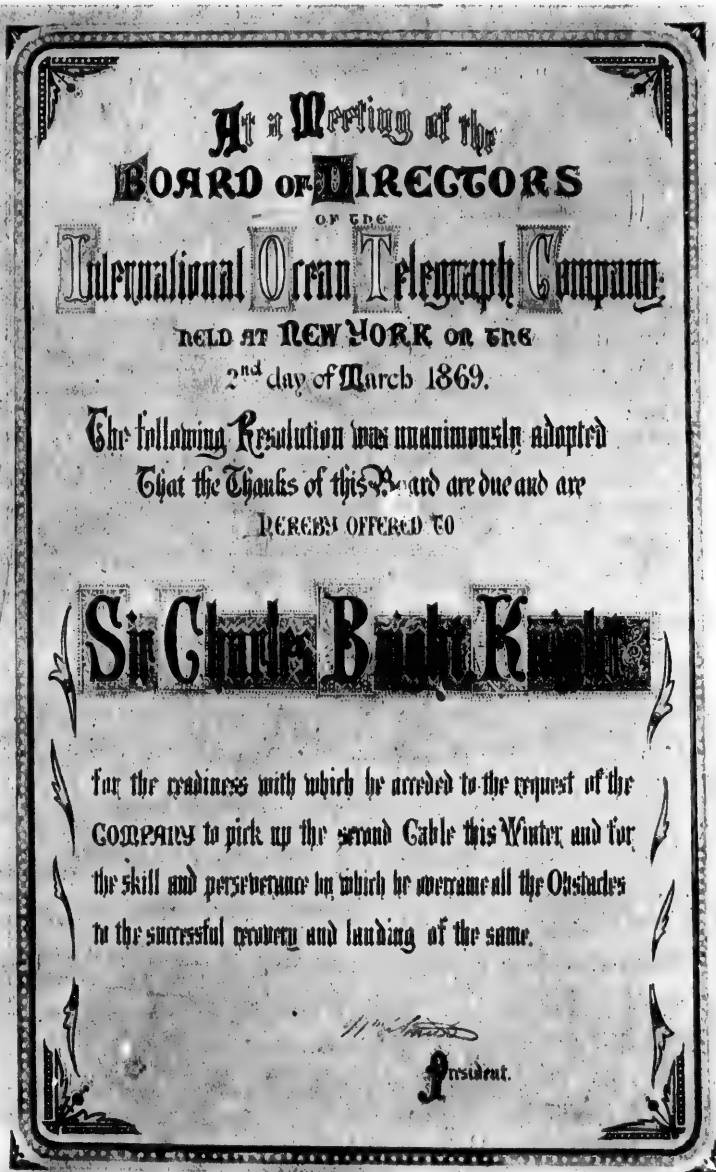 At a Meeting of the
BOARD OF DIRECTORS
OF THE
International Ocean Telegraph Company
HELD AT NEW YORK ON THE
2nd day of March 1869.
The following Resolution was unanimously adopted
That the Thanks of this Board are due and are
HEREBY OFFERED TO
Sir Charles Bright Knight
for the readiness with which he acceded to the request of the
COMPANY to pick up the second Cable this Winter, and for
the skill and perseverance by which he overcame all the Obstacles
to the successful recovery and landing of the same.
President.